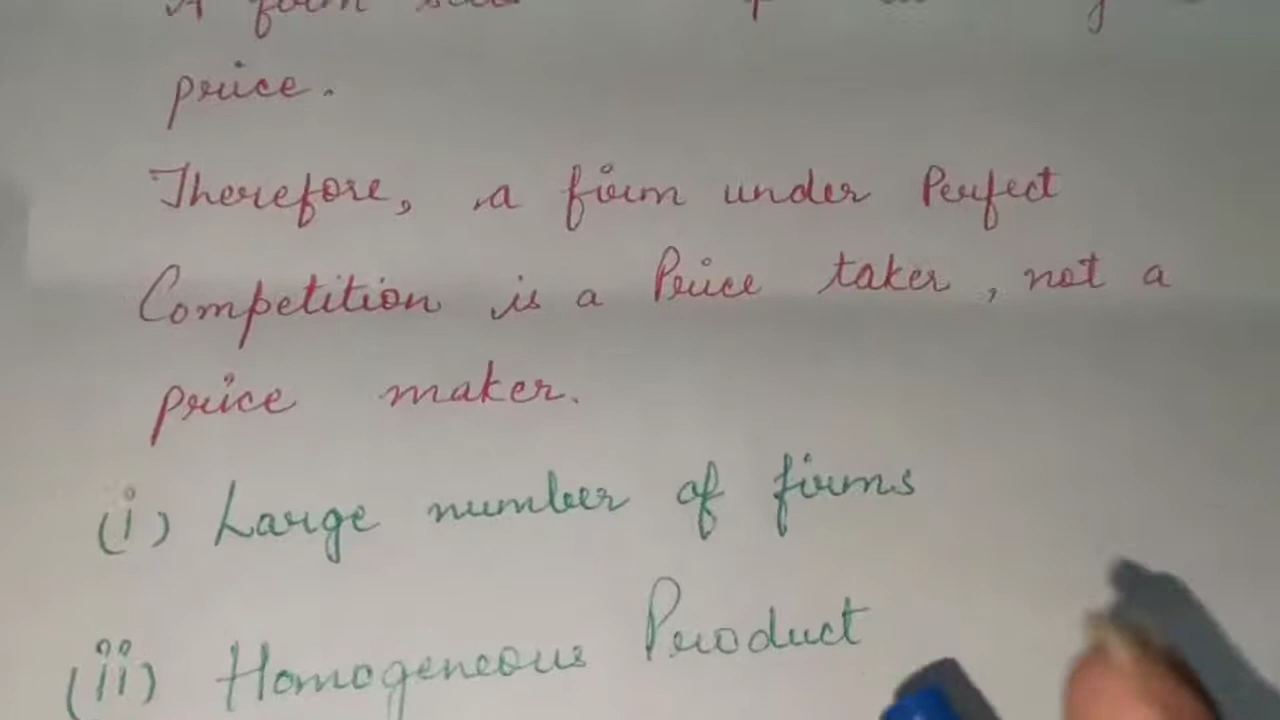 A
price.
Therefore, a firm under Perfect
Competition is a Price taker, not a
price maker.
(i) Large number of firms
(ii) Homogeneous Product